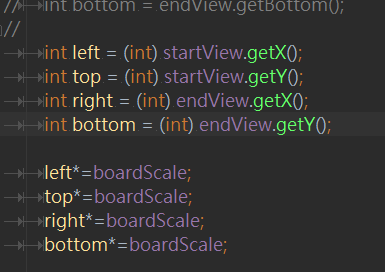 // int bottom = endView.getBottom();
//
int left = (int) startView.getX();
int top = (int) startView.getY();
int right = (int) endView.getX();
int bottom = (int) endView.getY();
left*=boardScale;
top*=boardScale;
right*=boardScale;
bottom*=boardScale;